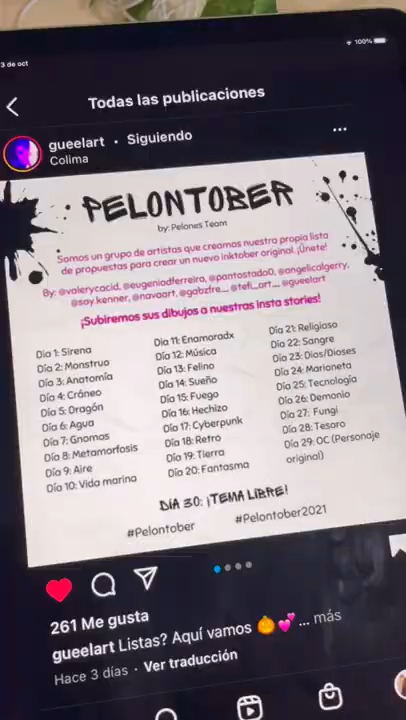 3 de oct
100%
Todas las publicaciones
gueelart · Siguiendo
Colima
PELONTOBER
by: Pelones Team
Somos un grupo de artistas que creamos nuestra propia lista
de propuestas para crear un nuevo inktober original. ¡Únete!
By: @valerycacid, @eugeniadferreira, @pantostado0, @angelicalgerry,
@soy.kenner, @navaart, @gabzfre__, @tefi_art__, @gueelart
¡Subiremos sus dibujos a nuestras insta stories!
Día 1: Sirena
Día 2: Monstruo
Día 3: Anatomía
Día 4: Cráneo
Día 5: Dragón
Día 6: Agua
Día 7: Gnomas
Día 8: Metamorfosis
Día 9: Aire
Día 10: Vida marina
Día 11: Enamoradx
Día 12: Música
Día 13: Felino
Día 14: Sueño
Día 15: Fuego
Día 16: Hechizo
Día 17: Cyberpunk
Día 18: Retro
Día 19: Tierra
Día 20: Fantasma
Día 21: Religioso
Día 22: Sangre
Día 23: Dios/Dioses
Día 24: Marioneta
Día 25: Tecnología
Día 26: Demonio
Día 27: Fungi
Día 28: Tesoro
Día 29: OC (Personaje
original)
DÍA 30: ¡TEMA LIBRE!
#Pelontober
#Pelontober2021
261 Me gusta
gueelart Listas? Aquí vamos 🎃💕 ... más
Hace 3 días · Ver traducción